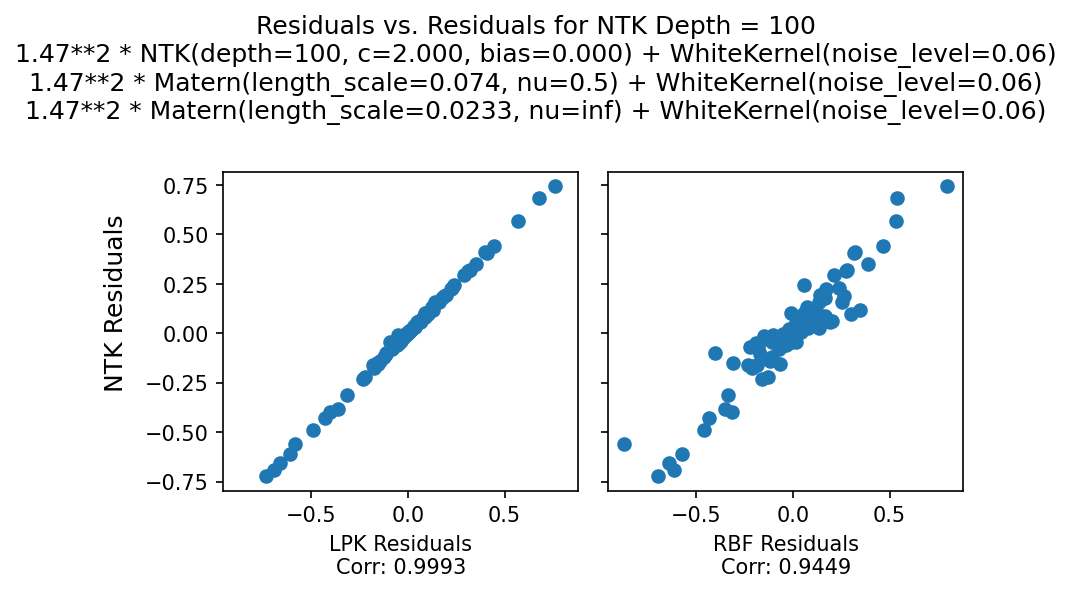 Residuals vs. Residuals for NTK Depth = 100
1.47**2 * NTK(depth=100, c=2.000, bias=0.000) + WhiteKernel(noise_level=0.06)
1.47**2 * Matern(length_scale=0.074, nu=0.5) + WhiteKernel(noise_level=0.06)
1.47**2 * Matern(length_scale=0.0233, nu=inf) + WhiteKernel(noise_level=0.06)
NTK Residuals
0.75
0.50
0.25
0.00
−0.25
−0.50
−0.75
−0.5 0.0 0.5
LPK Residuals
Corr: 0.9993
−0.5 0.0 0.5
RBF Residuals
Corr: 0.9449